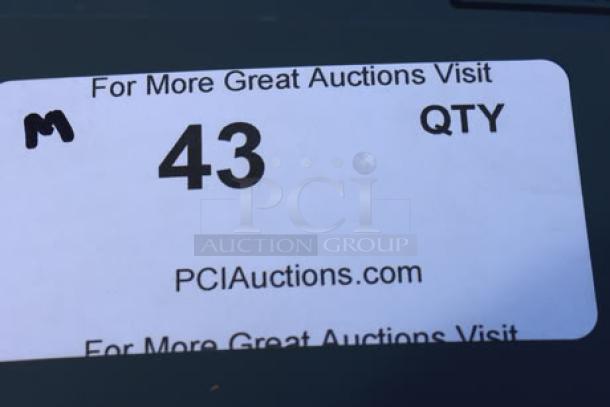 For More Great Auctions Visit
M 43 QTY
PCI
AUCTION GROUP
PCIAuctions.com
For More Great Auctions Visit